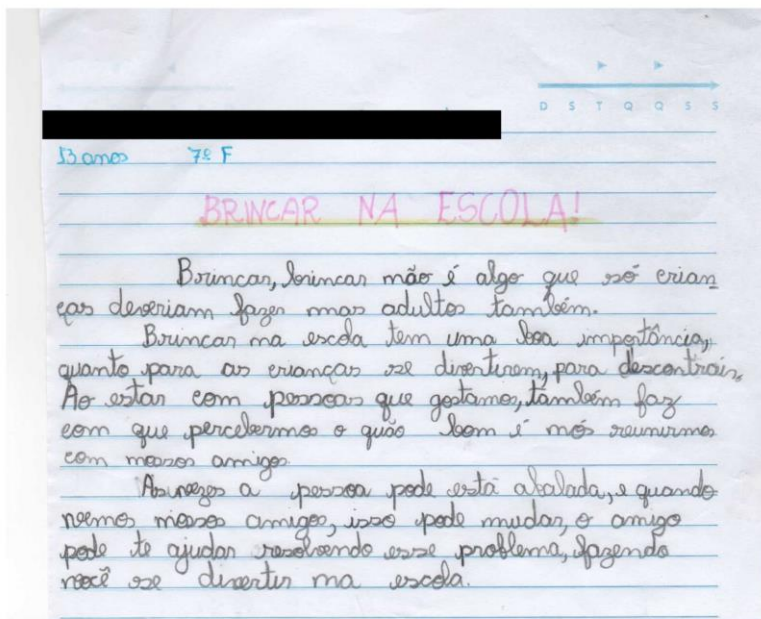 D S T Q Q S S
13 anos 7º F
BRINCAR NA ESCOLA!
Brincar, brincar não é algo que só crian
ças deveriam fazer mas adultos também.
Brincar na escola tem uma boa importância,
quanto para as crianças se divertirem, para descontrair,
Ao estar com pessoas que gostamos, também faz
com que percebermos o quão bom é nós reunirmos
com nossos amigos.
Asvezes a pessoa pode está abalada, e quando
vemos nossos amigos, isso pode mudar, o amigo
pode te ajudar resolvendo esse problema, fazendo
você se divertir na escola.